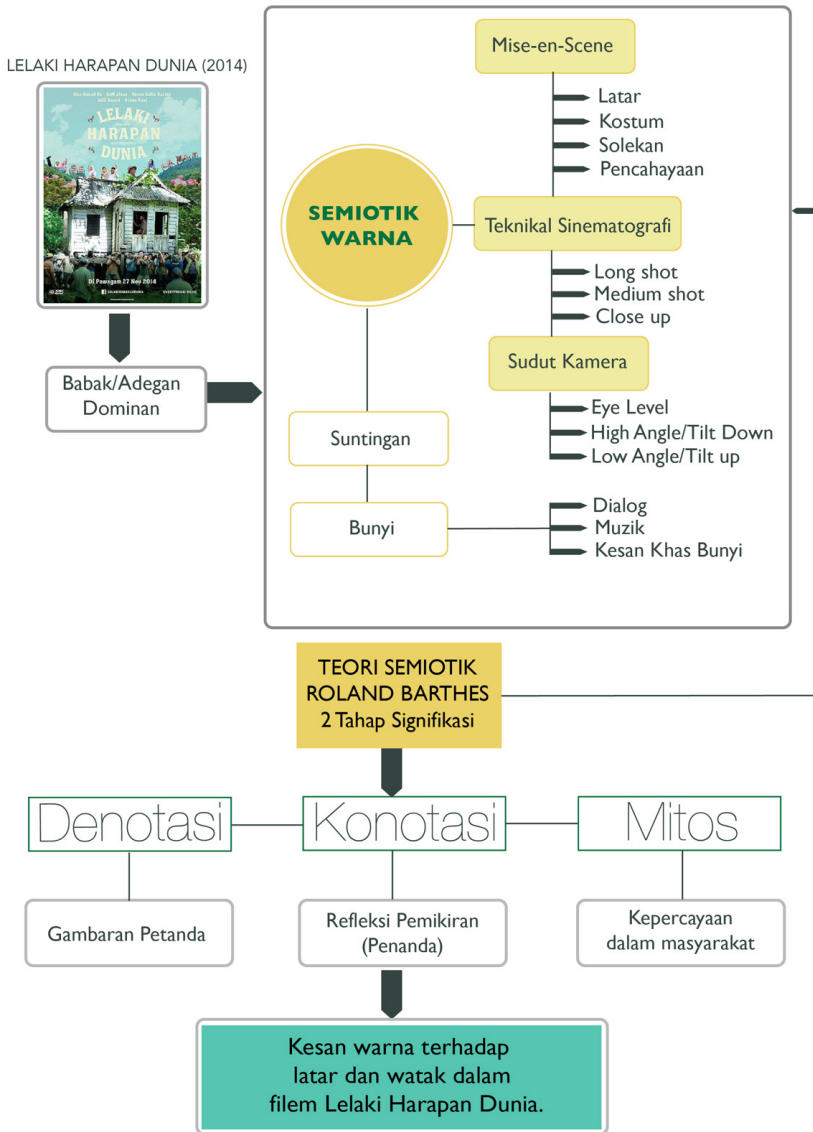 LELAKI HARAPAN DUNIA (2014)
LELAKI
HARAPAN
DUNIA
Di Pawagam 27 Nov 2014
Babak/Adegan
Dominan
SEMIOTIK
WARNA
Mise-en-Scene
Latar
Kostum
Solekan
Pencahayaan
Teknikal Sinematografi
Long shot
Medium shot
Close up
Sudut Kamera
Eye Level
High Angle/Tilt Down
Low Angle/Tilt up
Suntingan
Bunyi
Dialog
Muzik
Kesan Khas Bunyi
TEORI SEMIOTIK
ROLAND BARTHES
2 Tahap Signifikasi
Denotasi
Konotasi
Mitos
Gambaran Petanda
Refleksi Pemikiran
(Penanda)
Kepercayaan
dalam masyarakat
Kesan warna terhadap
latar dan watak dalam
filem Lelaki Harapan Dunia.